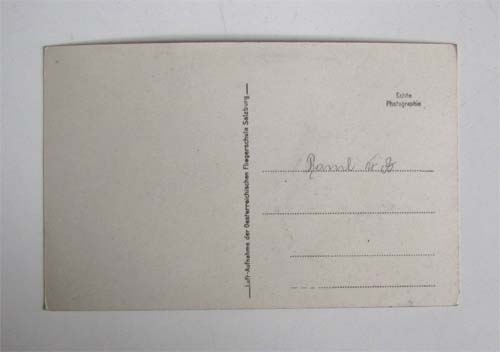 Echte
Photographie
Luft-Aufnahme der Oesterreichischen Fliegerschule Salzburg